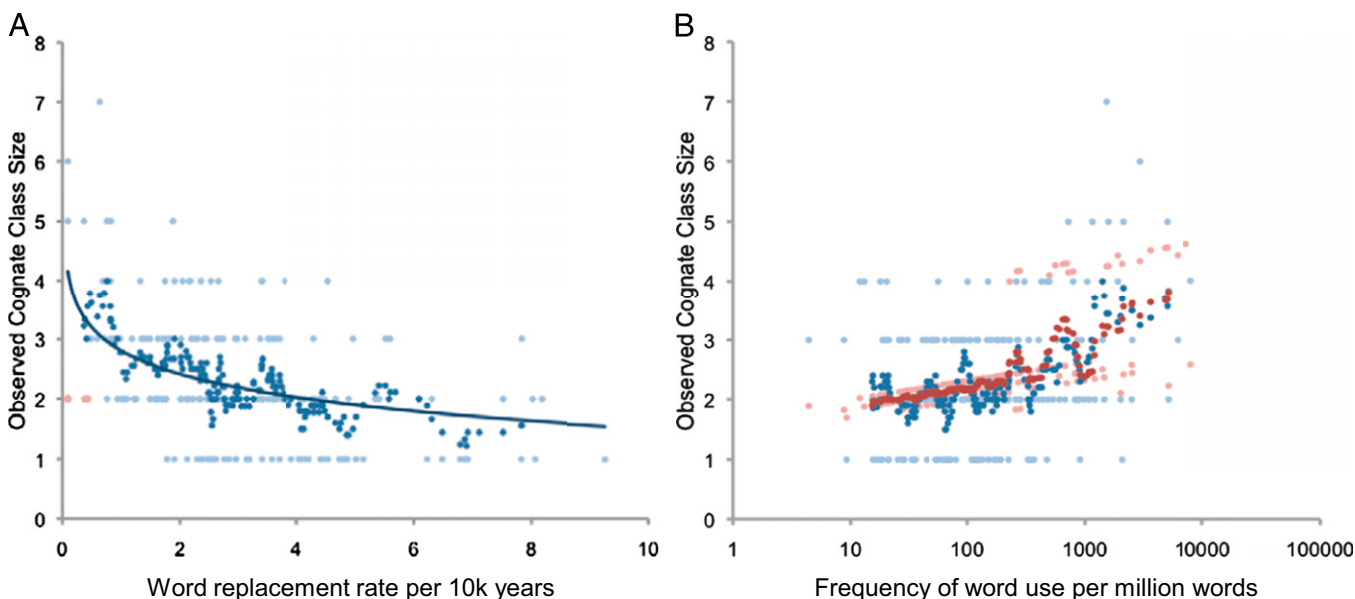 A
8
7
6
5
4
3
2
1
0
Observed Cognate Class Size
0 2 4 6 8 10
Word replacement rate per 10k years
B
8
7
6
5
4
3
2
1
0
Observed Cognate Class Size
1 10 100 1000 10000 100000
Frequency of word use per million words